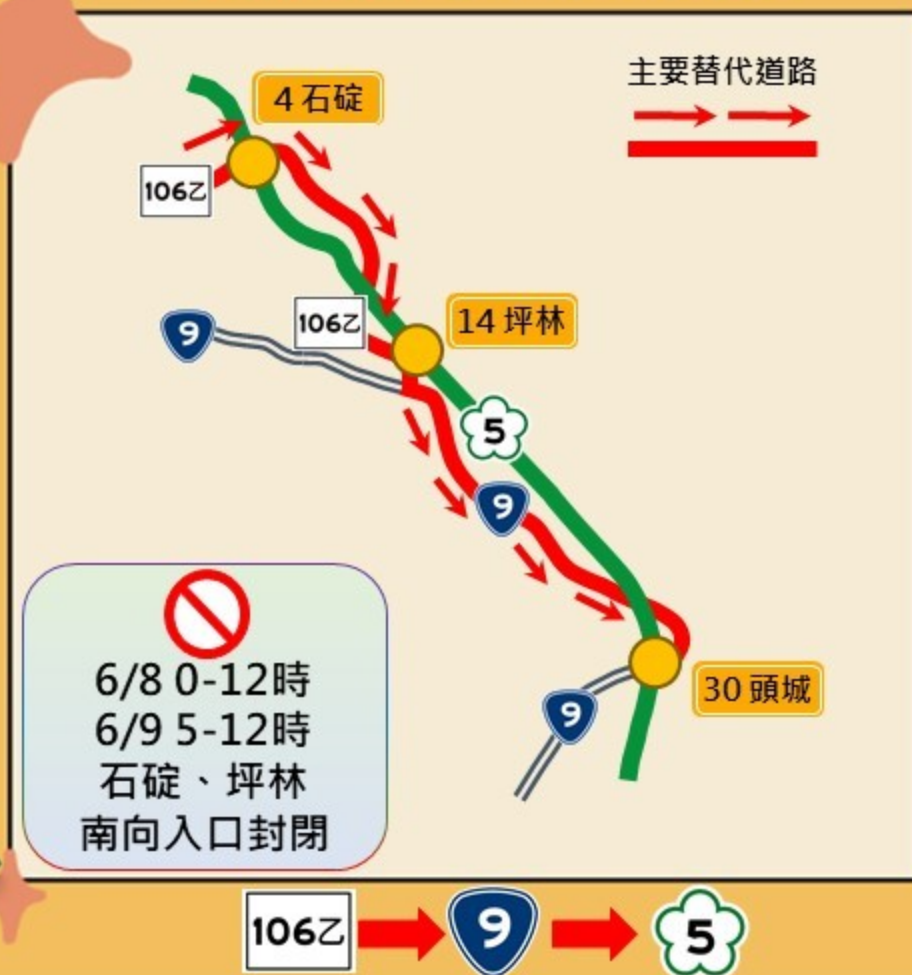 主要替代道路
4 石碇
106乙
106乙
14 坪林
9
5
9
30 頭城
9
6/8 0-12時
6/9 5-12時
石碇、坪林
南向入口封閉
106乙 9 5